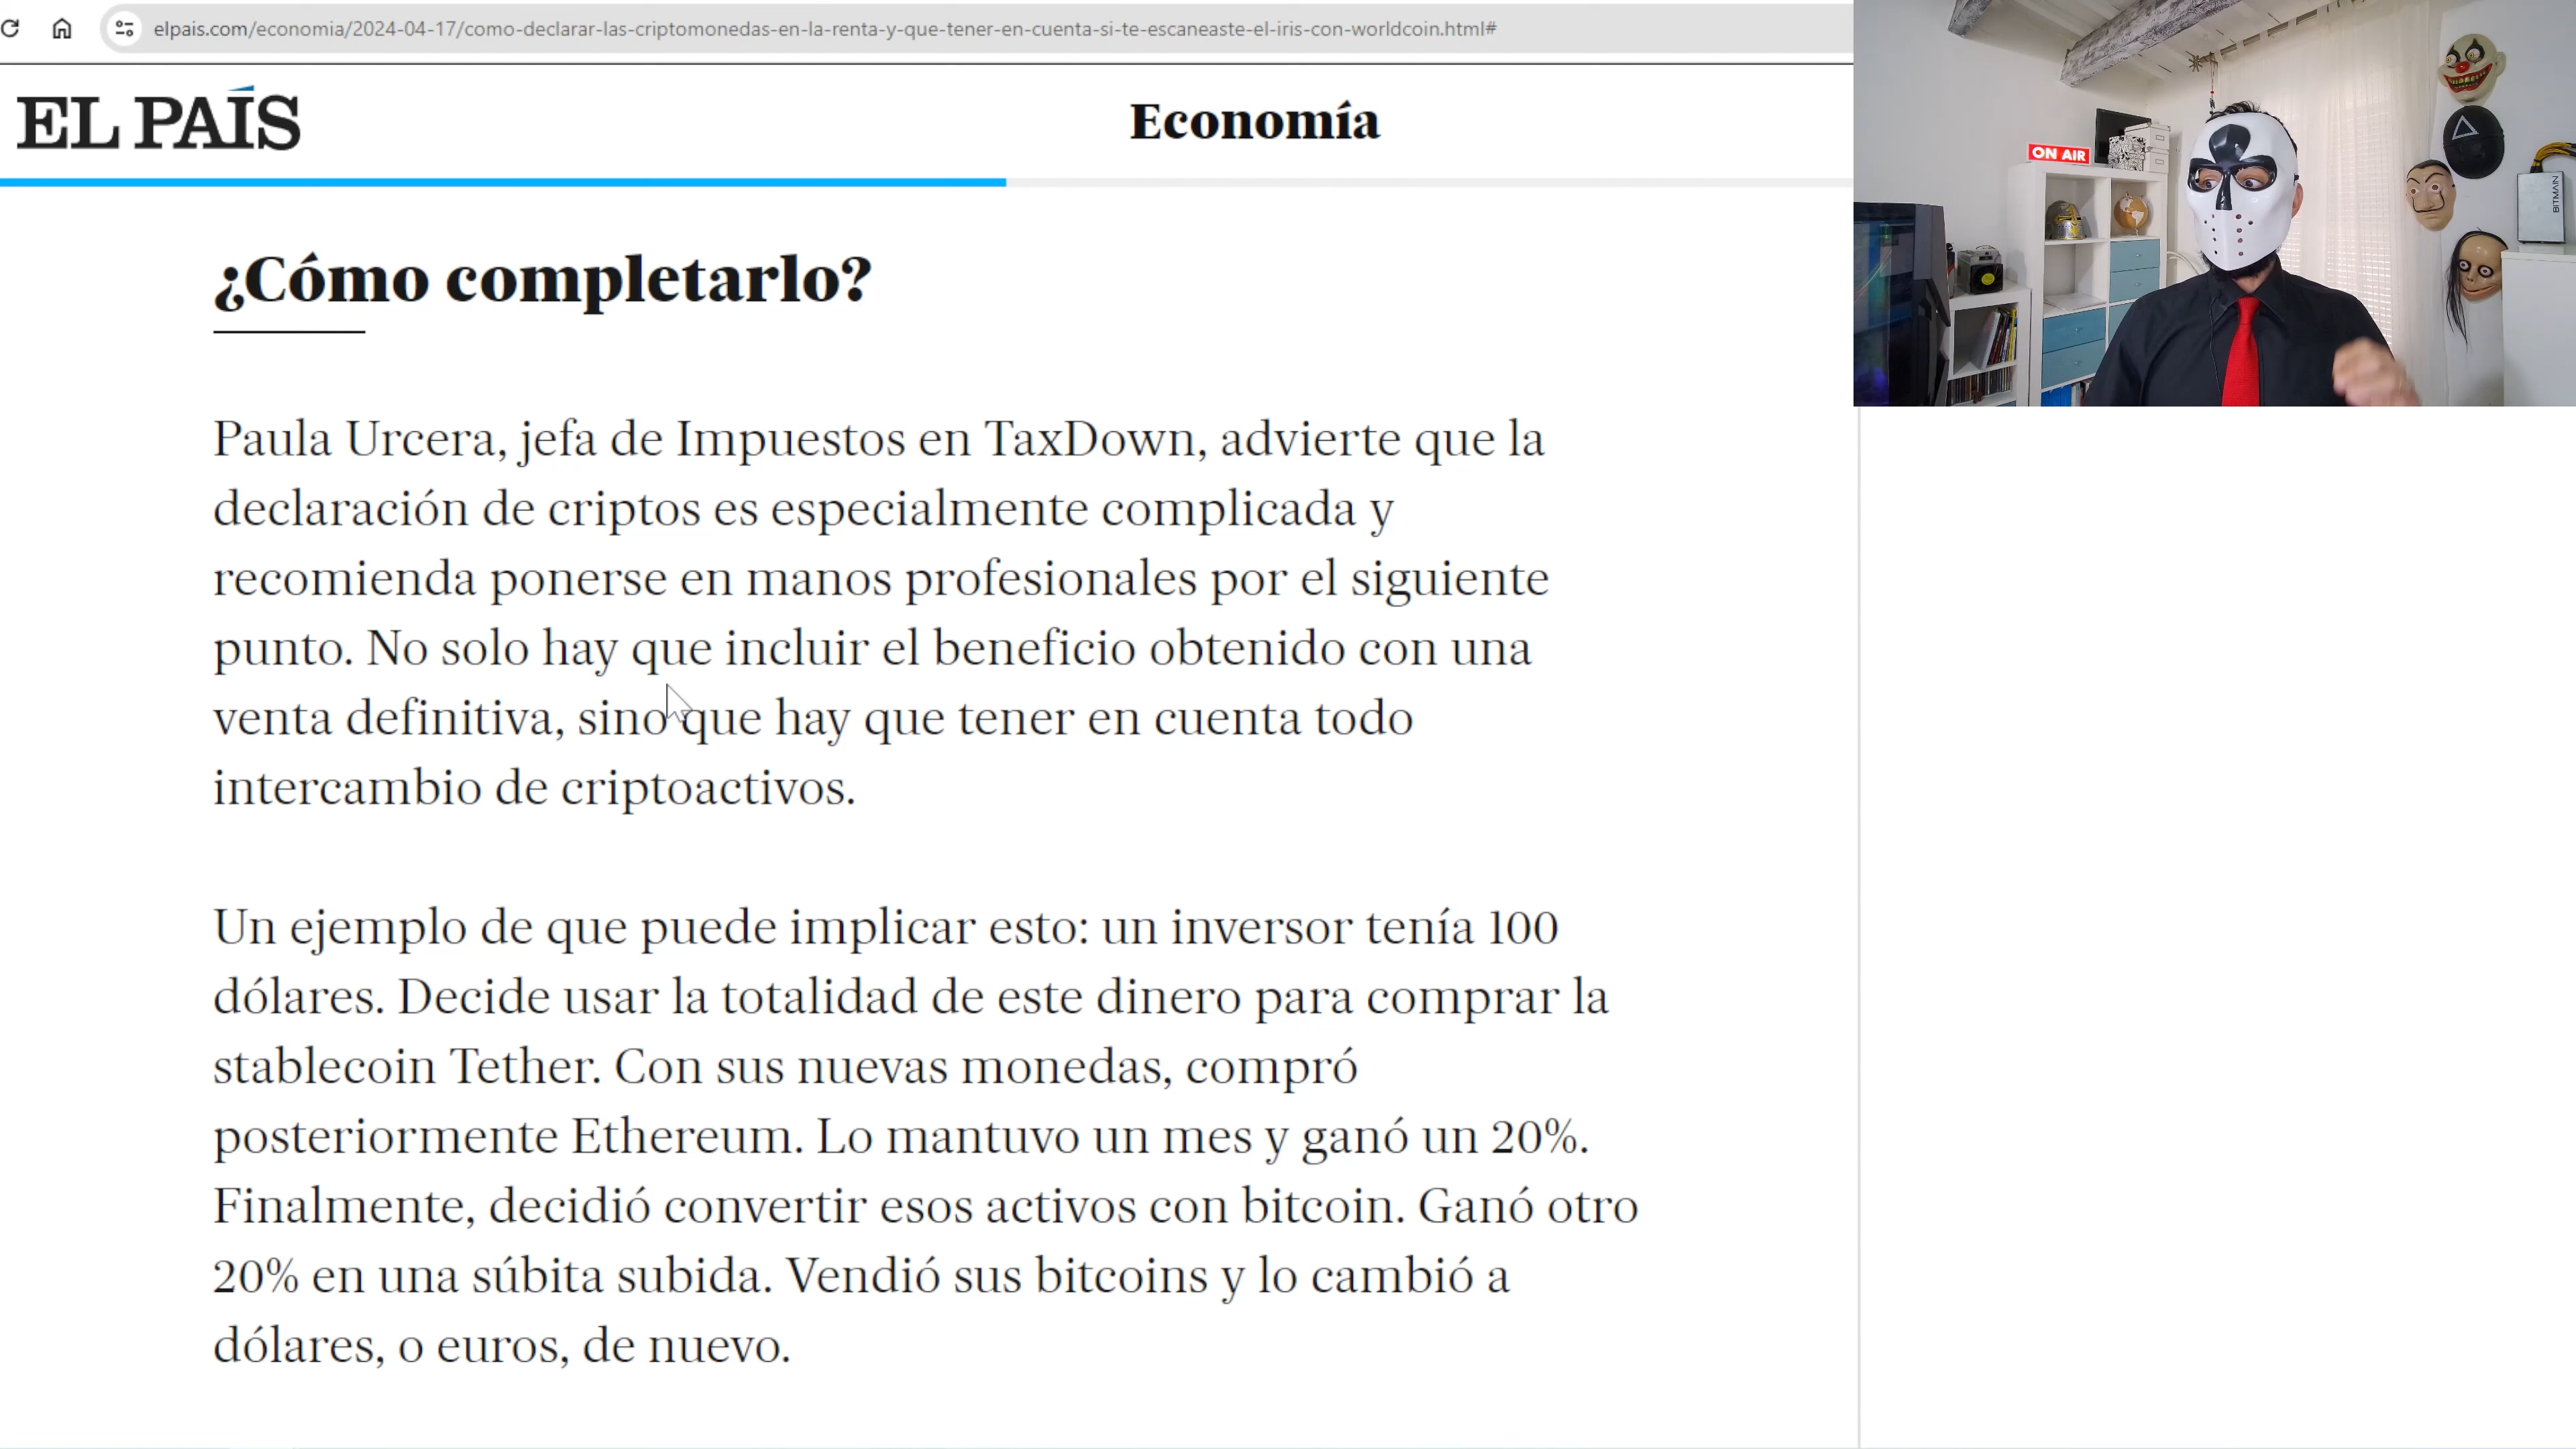 elpais.com/economia/2024-04-17/como-declarar-las-criptomonedas-en-la-renta-y-que-tener-en-cuenta-si-te-escaneaste-el-iris-con-worldcoin.html#
EL PAÍS
Economía
ON AIR
BITMAIN
¿Cómo completarlo?
Paula Urcera, jefa de Impuestos en TaxDown, advierte que la
declaración de criptos es especialmente complicada y
recomienda ponerse en manos profesionales por el siguiente
punto. No solo hay que incluir el beneficio obtenido con una
venta definitiva, sino que hay que tener en cuenta todo
intercambio de criptoactivos.
Un ejemplo de que puede implicar esto: un inversor tenía 100
dólares. Decide usar la totalidad de este dinero para comprar la
stablecoin Tether. Con sus nuevas monedas, compró
posteriormente Ethereum. Lo mantuvo un mes y ganó un 20%.
Finalmente, decidió convertir esos activos con bitcoin. Ganó otro
20% en una súbita subida. Vendió sus bitcoins y lo cambió a
dólares, o euros, de nuevo.